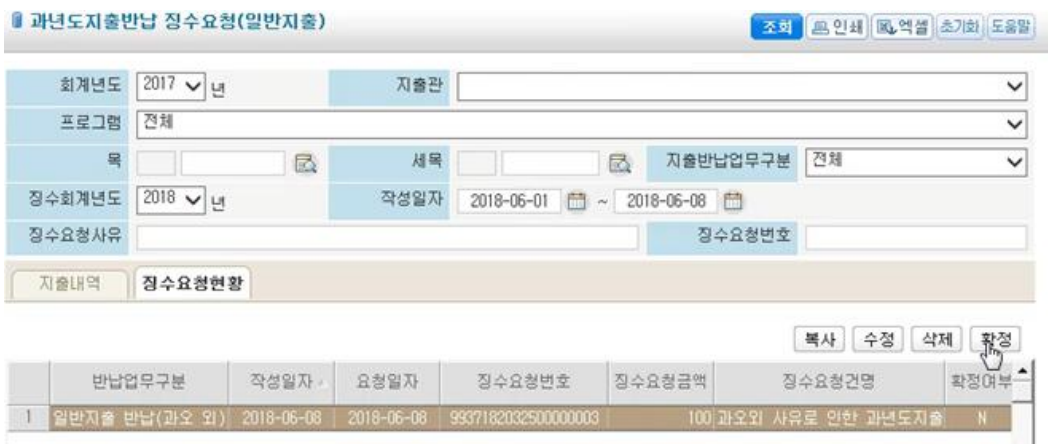 과년도지출반납 징수요청(일반지출) 조회 인쇄 엑셀 초기화 도움말
회계년도 2017 년 지출관
프로그램 전체
목 세목 지출반납업무구분 전체
징수회계년도 2018 년 작성일자 2018-06-01 ~ 2018-06-08
징수요청사유 징수요청번호
지출내역 징수요청현황
복사 수정 삭제 확정
반납업무구분 작성일자 요청일자 징수요청번호 징수요청금액 징수요청건명 확정여부
1 일반지출 반납(과오 외) 2018-06-08 2018-06-08 9937182032500000003 100 과오외 사유로 인한 과년도지출 N